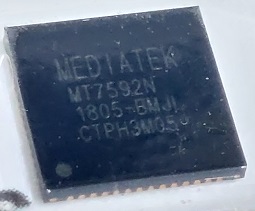 MEDIATEK
MT7592N
1805-BMJL
CTPH3M05